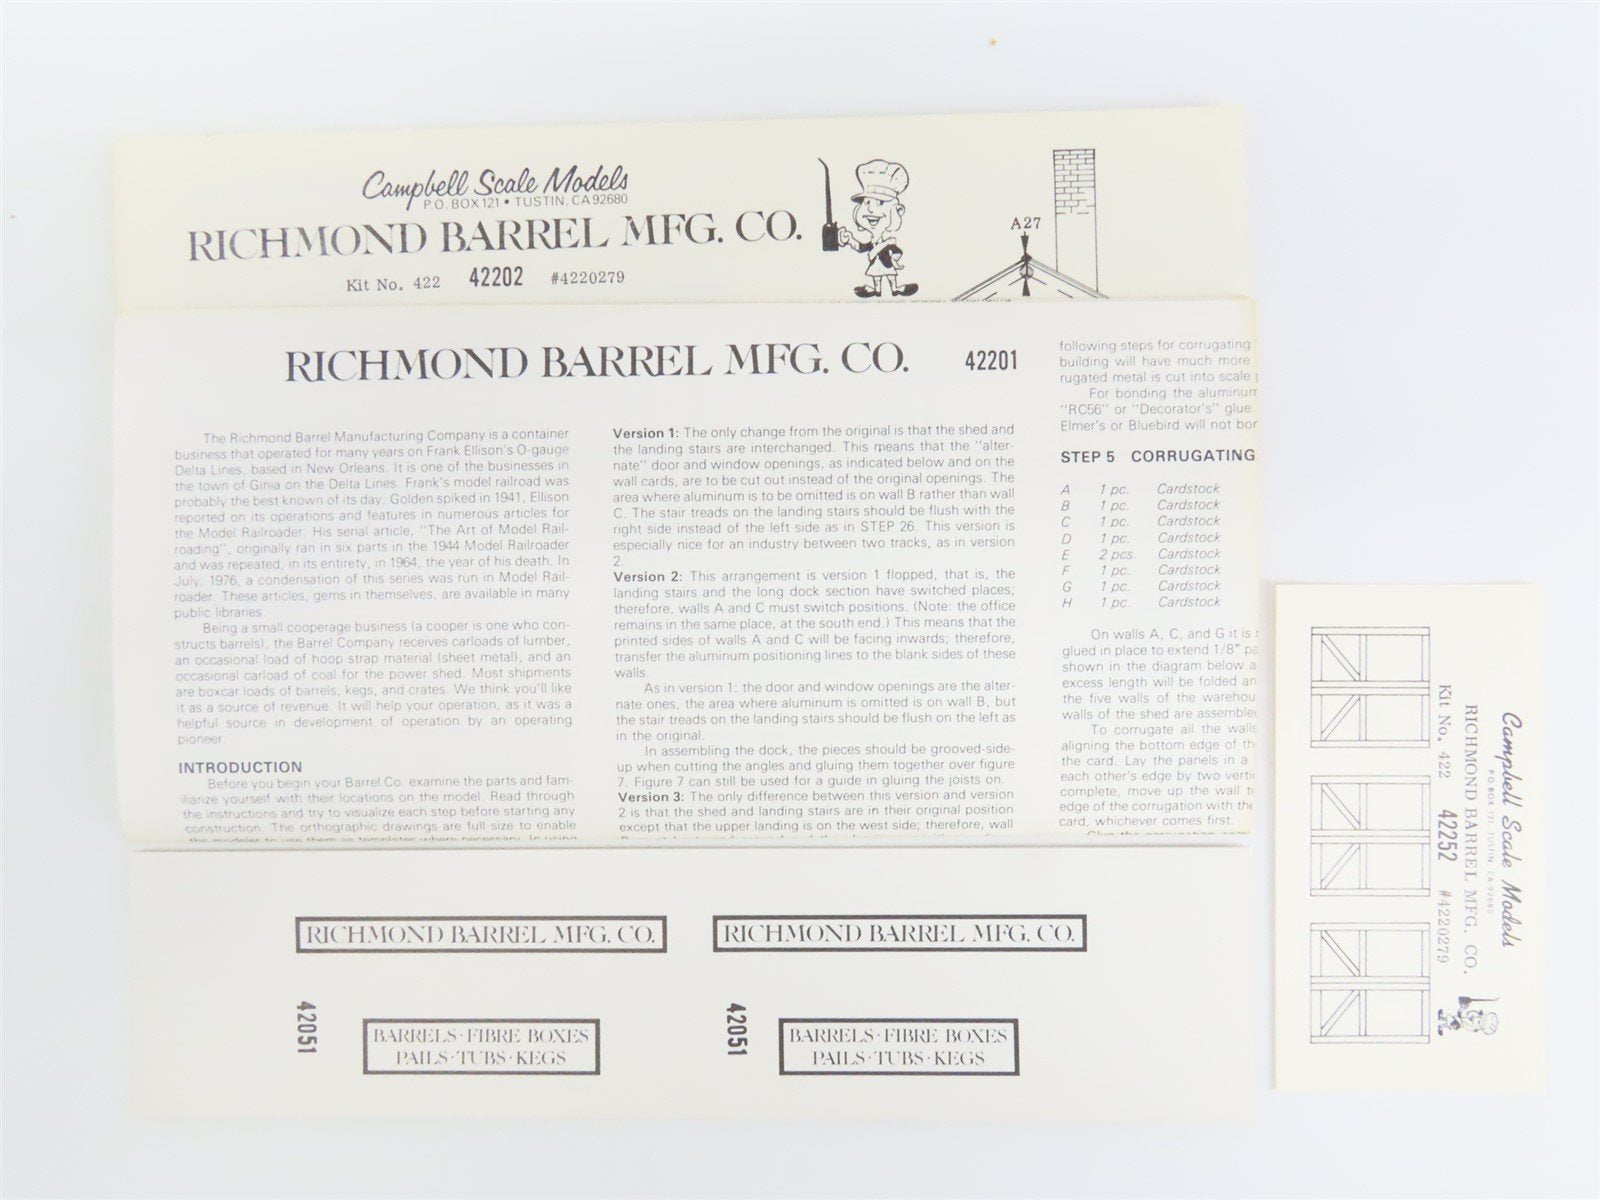 Campbell Scale Models
P.O. BOX 121 • TUSTIN, CA 92680
RICHMOND BARREL MFG. CO.
Kit No. 422 42202 #4220279
A27
RICHMOND BARREL MFG. CO. 42201
The Richmond Barrel Manufacturing Company is a container
business that operated for many years on Frank Ellison's O-gauge
Delta Lines, based in New Orleans. It is one of the businesses in
the town of Ginia on the Delta Lines. Frank's model railroad was
probably the best known of its day. Golden spiked in 1941, Ellison
reported on its operations and features in numerous articles for
the Model Railroader. His serial article, "The Art of Model Rail-
roading", originally ran in six parts in the 1944 Model Railroader
and was repeated, in its entirety, in 1964, the year of his death. In
July, 1976, a condensation of this series was run in Model Rail-
roader. These articles, gems in themselves, are available in many
public libraries.
Being a small cooperage business (a cooper is one who con-
structs barrels), the Barrel Company receives carloads of lumber,
an occasional load of hoop strap material (sheet metal), and an
occasional carload of coal for the power shed. Most shipments
are boxcar loads of barrels, kegs, and crates. We think you'll like
it as a source of revenue. It will help your operation, as it was a
helpful source in development of operation by an operating
pioneer.
INTRODUCTION
Before you begin your Barrel Co. examine the parts and fam-
iliarize yourself with their locations on the model. Read through
the instructions and try to visualize each step before starting any
construction. The orthographic drawings are full size to enable
the modeler to use them as templates where necessary. In using
Version 1: The only change from the original is that the shed and
the landing stairs are interchanged. This means that the "alter-
nate" door and window openings, as indicated below and on the
wall cards, are to be cut out instead of the original openings. The
area where aluminum is to be omitted is on wall B rather than wall
C. The stair treads on the landing stairs should be flush with the
right side instead of the left side as in STEP 26. This version is
especially nice for an industry between two tracks, as in version
2.
Version 2: This arrangement is version 1 flopped, that is, the
landing stairs and the long dock section have switched places;
therefore, walls A and C must switch positions. (Note: the office
remains in the same place, at the south end.) This means that the
printed sides of walls A and C will be facing inwards; therefore,
transfer the aluminum positioning lines to the blank sides of these
walls.
As in version 1: the door and window openings are the alter-
nate ones, the area where aluminum is omitted is on wall B, but
the stair treads on the landing stairs should be flush on the left as
in the original.
In assembling the dock, the pieces should be grooved-side-
up when cutting the angles and gluing them together over figure
7. Figure 7 can still be used for a guide in gluing the joists on.
Version 3: The only difference between this version and version
2 is that the shed and landing stairs are in their original position
except that the upper landing is on the west side; therefore, wall
following steps for corrugating
building will have much more
rugated metal is cut into scale
For bonding the aluminum
"RC56" or "Decorator's" glue
Elmer's or Bluebird will not bon
STEP 5 CORRUGATING
A 1 pc. Cardstock
B 1 pc. Cardstock
C 1 pc. Cardstock
D 1 pc. Cardstock
E 2 pcs. Cardstock
F 1 pc. Cardstock
G 1 pc. Cardstock
H 1 pc. Cardstock
On walls A, C, and G it is
glued in place to extend 1/8" pa
shown in the diagram below a
excess length will be folded an
the five walls of the warehou
walls of the shed are assemble
To corrugate all the walls
aligning the bottom edge of th
the card. Lay the panels in a
each other's edge by two verti
complete, move up the wall t
edge of the corrugation with the
card, whichever comes first.
RICHMOND BARREL MFG. CO.
RICHMOND BARREL MFG. CO.
42051
BARRELS · FIBRE BOXES
PAILS · TUBS · KEGS
42051
BARRELS · FIBRE BOXES
PAILS · TUBS · KEGS
Campbell Scale Models
P.O. BOX 121, TUSTIN, CA 92680
RICHMOND BARREL MFG. CO.
Kit No. 422 42252 #4220279